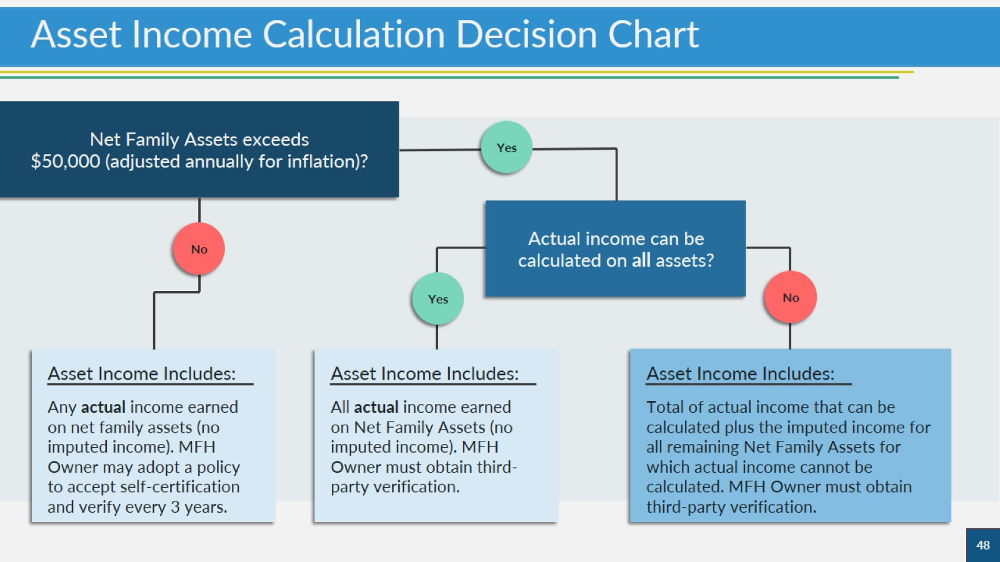 Asset Income Calculation Decision Chart
Net Family Assets exceeds
$50,000 (adjusted annually for inflation)?
Yes
No
Actual income can be
calculated on all assets?
Yes
No
Asset Income Includes:
Any actual income earned
on net family assets (no
imputed income). MFH
Owner may adopt a policy
to accept self-certification
and verify every 3 years.
Asset Income Includes:
All actual income earned
on Net Family Assets (no
imputed income). MFH
Owner must obtain third-
party verification.
Asset Income Includes:
Total of actual income that can be
calculated plus the imputed income for
all remaining Net Family Assets for
which actual income cannot be
calculated. MFH Owner must obtain
third-party verification.
48